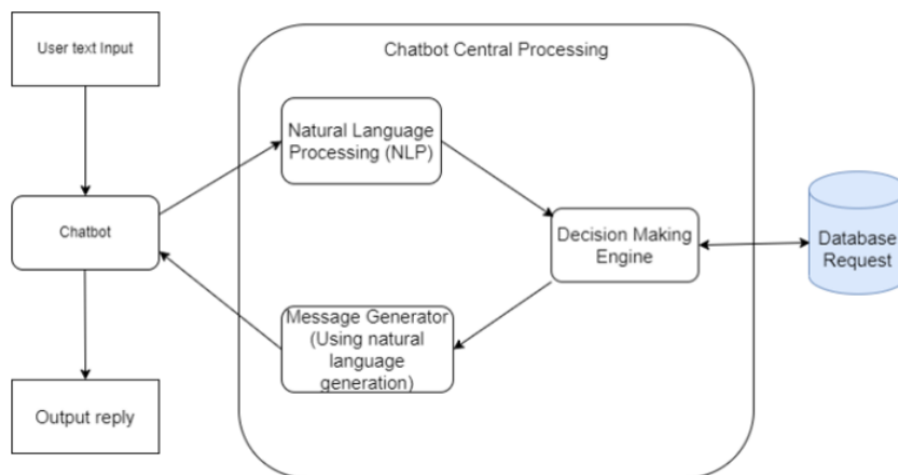 User text Input
Chatbot Central Processing
Natural Language
Processing (NLP)
Chatbot
Decision Making
Engine
Database
Request
Message Generator
(Using natural
language
generation)
Output reply